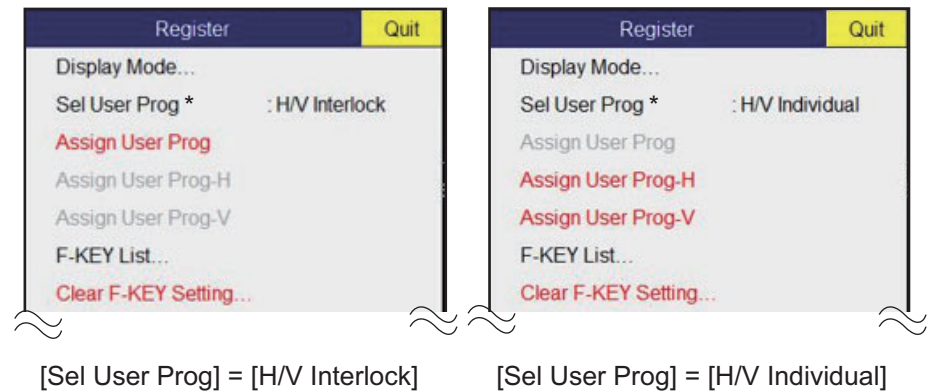 Register Quit
Display Mode...
Sel User Prog * : H/V Interlock
Assign User Prog
Assign User Prog-H
Assign User Prog-V
F-KEY List...
Clear F-KEY Setting...
[Sel User Prog] = [H/V Interlock]
Register Quit
Display Mode...
Sel User Prog * : H/V Individual
Assign User Prog
Assign User Prog-H
Assign User Prog-V
F-KEY List...
Clear F-KEY Setting...
[Sel User Prog] = [H/V Individual]